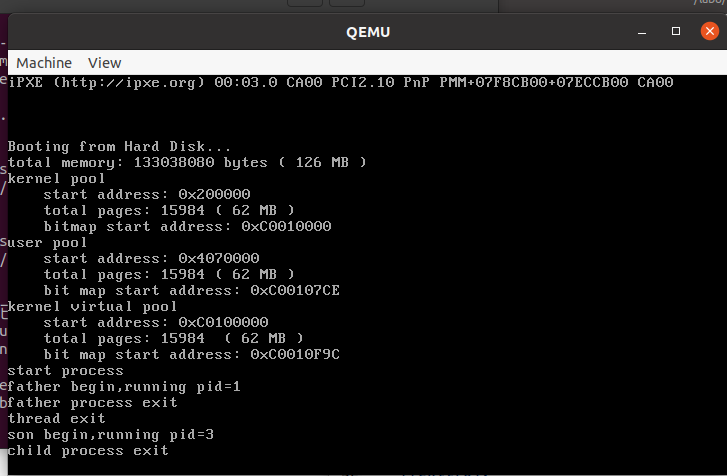 QEMU
Machine View
iPXE (http://ipxe.org) 00:03.0 CA00 PCI2.10 PnP PMM+07F8CB00+07ECCB00 CA00
Booting from Hard Disk...
total memory: 133038080 bytes ( 126 MB )
kernel pool
start address: 0x200000
total pages: 15984 ( 62 MB )
bitmap start address: 0xC0010000
user pool
start address: 0x4070000
total pages: 15984 ( 62 MB )
bit map start address: 0xC00107CE
kernel virtual pool
start address: 0xC0100000
total pages: 15984  ( 62 MB )
bit map start address: 0xC0010F9C
start process
father begin,running pid=1
father process exit
thread exit
son begin,running pid=3
child process exit